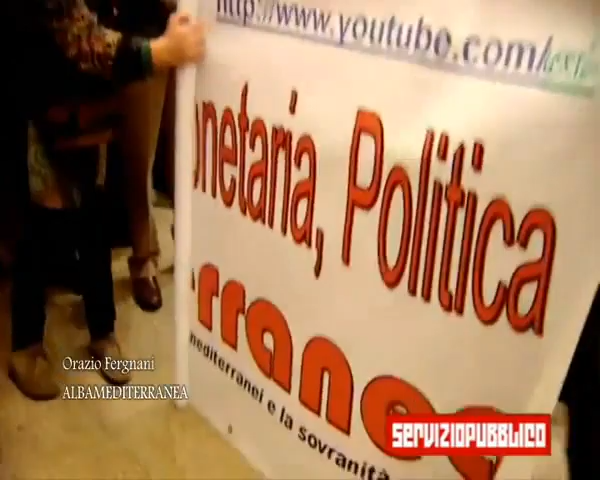 http://www.youtube.com/
onetaria, Politica
rranea
mediterranei e la sovranità
Orazio Fergnani
ALBAMEDITERRANEA
SERVIZIOPUBBLICO